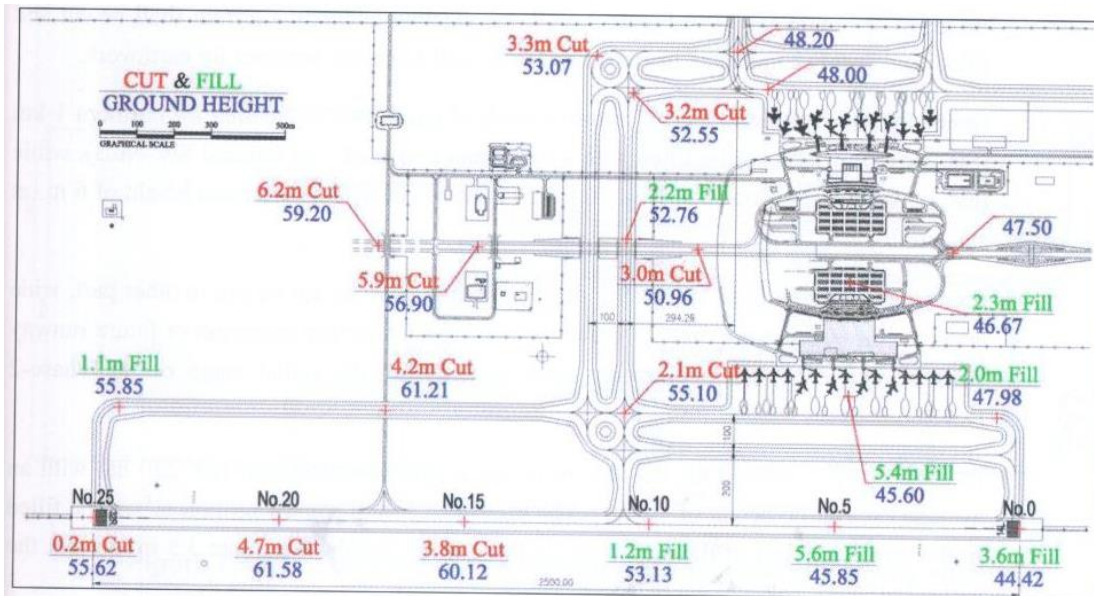 3.3m Cut
53.07
48.20
48.00
CUT & FILL
GROUND HEIGHT
0 100 200 300 500m
GRAPHICAL SCALE
3.2m Cut
52.55
6.2m Cut
59.20
2.2m Fill
52.76
47.50
5.9m Cut
56.90
3.0m Cut
50.96
2.3m Fill
46.67
100
294.26
1.1m Fill
55.85
4.2m Cut
61.21
2.1m Cut
55.10
2.0m Fill
47.98
100
5.4m Fill
45.60
200
No.25
No.20
No.15
No.10
No.5
No.0
0.2m Cut
55.62
4.7m Cut
61.58
3.8m Cut
60.12
1.2m Fill
53.13
5.6m Fill
45.85
3.6m Fill
44.42
2500.00